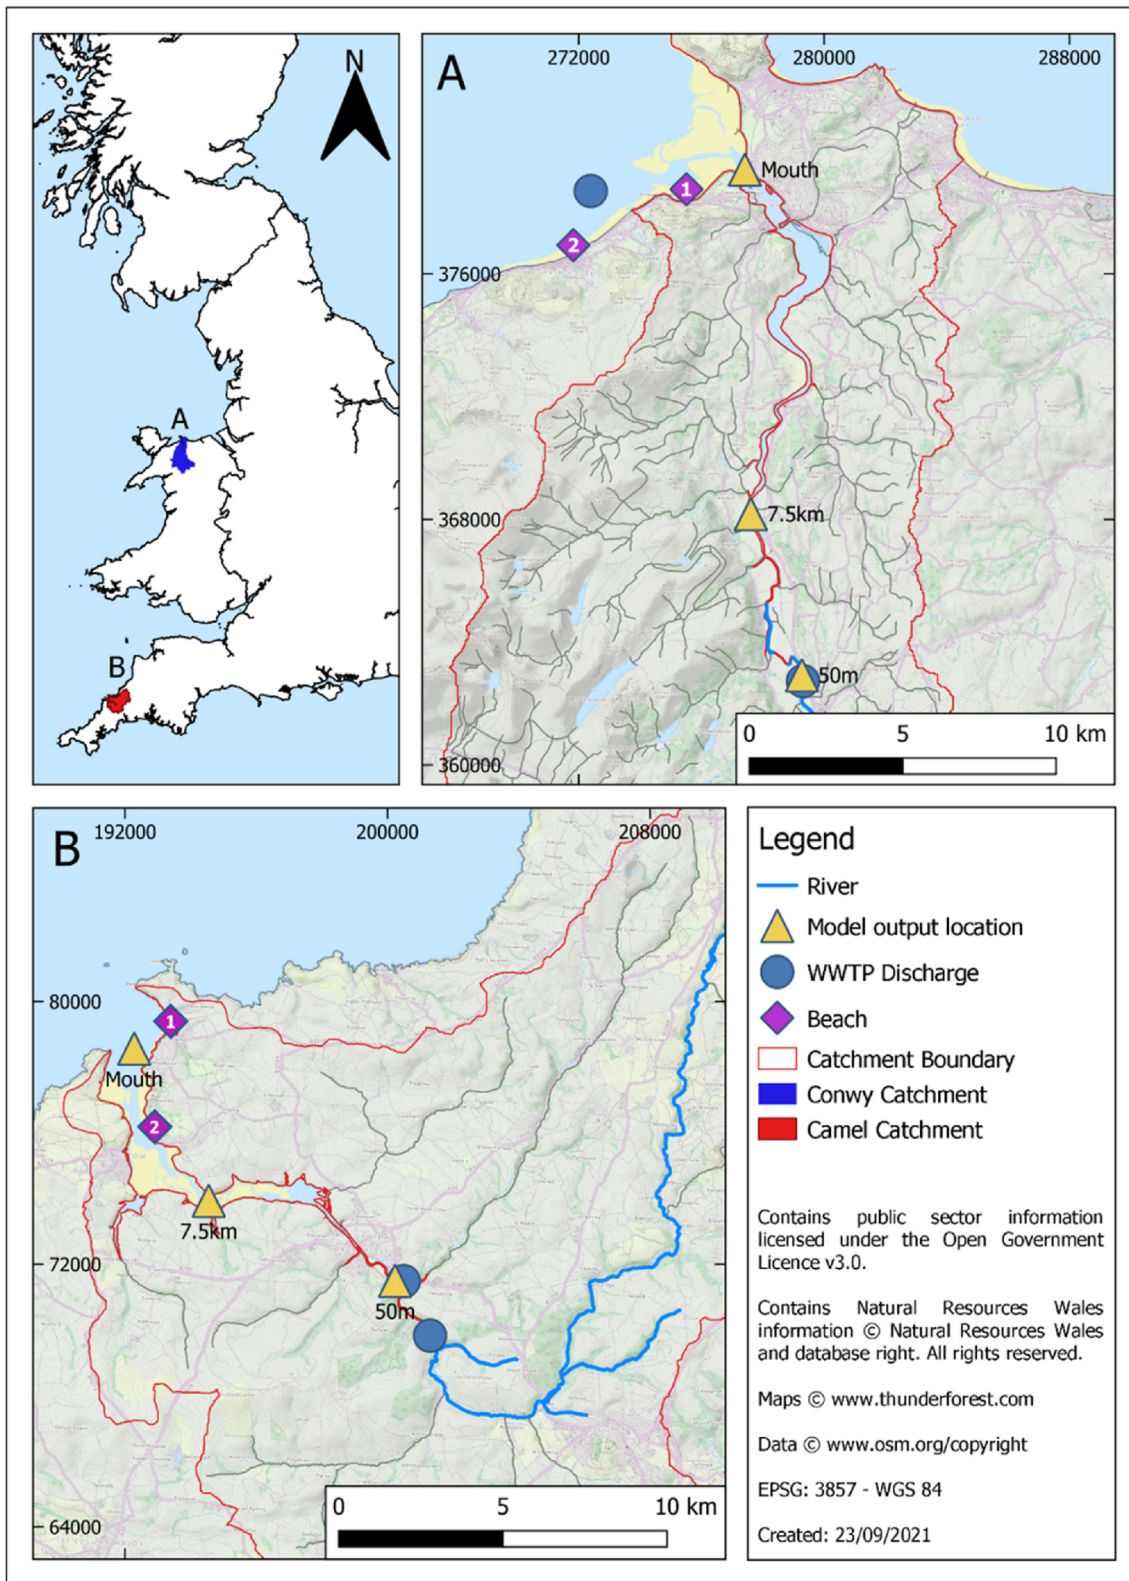 N
A
B
A
272000
280000
288000
Mouth
1
2
376000
368000
7.5km
50m
360000
0 5 10 km
B
192000
200000
208000
80000
1
Mouth
2
7.5km
72000
50m
64000
0 5 10 km
Legend
River
Model output location
WWTP Discharge
Beach
Catchment Boundary
Conwy Catchment
Camel Catchment
Contains public sector information
licensed under the Open Government
Licence v3.0.
Contains Natural Resources Wales
information © Natural Resources Wales
and database right. All rights reserved.
Maps © www.thunderforest.com
Data © www.osm.org/copyright
EPSG: 3857 - WGS 84
Created: 23/09/2021